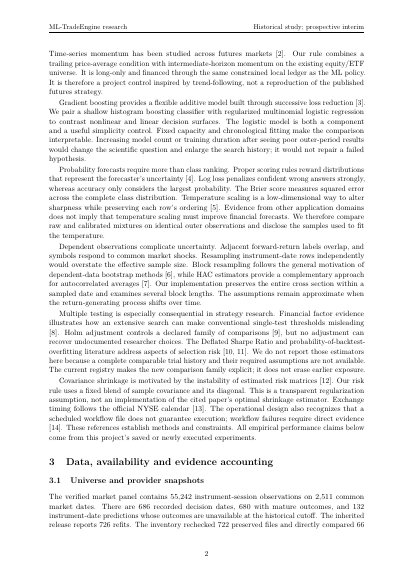 ML-TradeEngine research
Historical study: prospective interim
Time-series momentum has been studied across futures markets [2]. Our rule combines a
trailing price-asset condition with intermediate-horizon momentum on the existing equity/ETF
universe. It is long-only and financed through the same constrained local ledger as the ML policy.
It is therefore a project control inspired by trend-following, not a reproduction of the published
futures strategy.
Gradient boosting provides a flexible additive model built through successive loss reduction [3].
We pair a shallow histogram boosting classifier with regularized multinomial logistic regression
to contrast nonlinear and linear decision surfaces. The logistic model is both a component
and a useful simplicity control. Fixed capacity and chronological fitting make the comparison
interpretable. Increasing model count or training duration after seeing poor outer-period results
would change the scientific question and enlarge the search history; it would not repair a failed
hypothesis.
Probability forecasts require more than class ranking. Proper scoring rules reward distributions
that represent the forecaster's uncertainty [4]. Log loss penalizes confident wrong answers strongly,
whereas accuracy only considers the largest probability. The Brier score measures squared error
across the complete class distribution. Temperature scaling is a low-dimensional way to alter
sharpness while preserving each row's ordering [5]. Evidence from other application domains
does not imply that temperature scaling must improve financial forecasts. We therefore compare
raw and calibrated mixtures on identical outer observations and disclose the samples used to fit
the temperature.
Dependent observations complicate uncertainty. Adjacent forward-return labels overlap, and
symbols respond to common market shocks. Resampling instrument-date rows independently
would overstate the effective sample size. Block resampling follows the general motivation of
dependent-data bootstrap methods [6], while HAC estimators provide a complementary approach
for autocorrelated averages [7]. Our implementation preserves the entire cross section within a
sampled date and examines several block lengths. The assumptions remain approximate when
the return-generating process shifts over time.
Multiple testing is especially consequential in strategy research. Financial factor evidence
illustrates how an extensive search can make conventional single-test thresholds misleading
[8]. Holm adjustment controls a declared family of comparisons [9], but no adjustment can
recover undocumented researcher choices. The Deflated Sharpe Ratio and probability-of-backtest-
overfitting literature address aspects of selection risk [10, 11]. We do not report these estimators
here because a complete comparable trial history and their required assumptions are not available.
The current registry makes the new comparison family explicit; it does not erase earlier exposure.
Covariance shrinkage is motivated by the instability of estimated risk matrices [12]. Our risk
rule uses a fixed blend of sample covariance and its diagonal. This is a transparent regularization
assumption, not an implementation of the cited paper's optimal shrinkage estimator. Exchange
timing follows the official NYSE calendar [13]. The operational design also recognizes that a
scheduled workflow file does not guarantee execution; workflow failures require direct evidence
[14]. These references establish methods and constraints. All empirical performance claims below
come from this project's saved or newly executed experiments.
3 Data, availability and evidence accounting
3.1 Universe and provider snapshots
The verified market panel contains 55,242 instrument-session observations on 2,511 common
market dates. There are 686 recorded decision dates, 680 with mature outcomes, and 132
instrument-date predictions whose outcomes are unavailable at the historical cutoff. The inherited
release reports 726 refits. The inventory rechecked 722 preserved files and directly compared 66
2